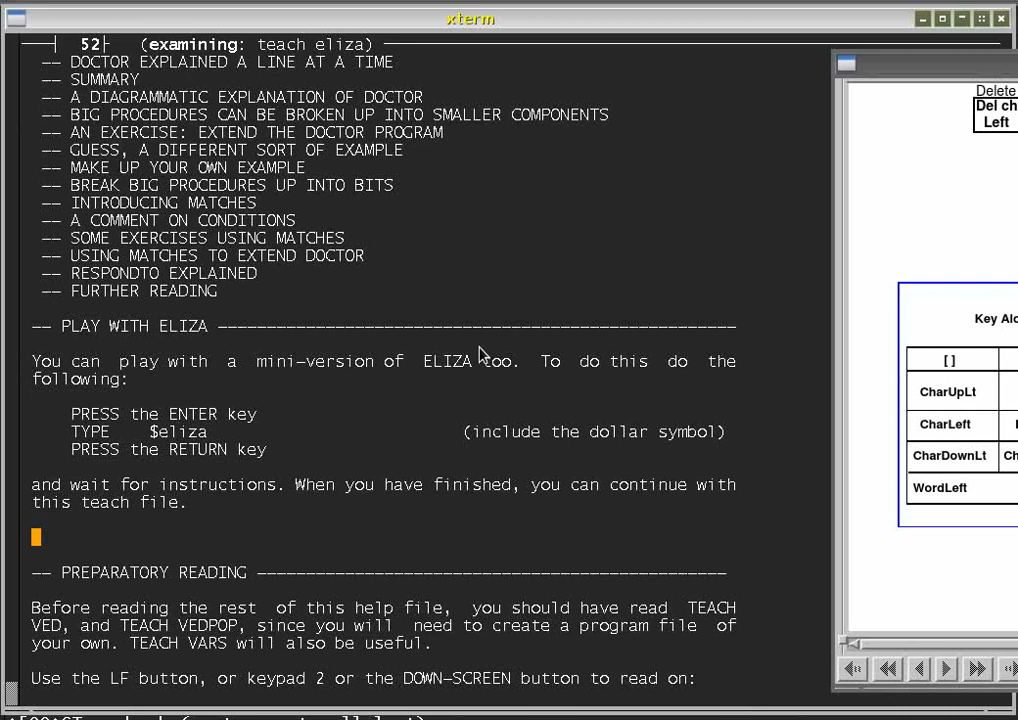 xterm
52 (examining: teach eliza)
-- DOCTOR EXPLAINED A LINE AT A TIME
-- SUMMARY
-- A DIAGRAMMATIC EXPLANATION OF DOCTOR
-- BIG PROCEDURES CAN BE BROKEN UP INTO SMALLER COMPONENTS
-- AN EXERCISE: EXTEND THE DOCTOR PROGRAM
-- GUESS, A DIFFERENT SORT OF EXAMPLE
-- MAKE UP YOUR OWN EXAMPLE
-- BREAK BIG PROCEDURES UP INTO BITS
-- INTRODUCING MATCHES
-- A COMMENT ON CONDITIONS
-- SOME EXERCISES USING MATCHES
-- USING MATCHES TO EXTEND DOCTOR
-- RESPONDTO EXPLAINED
-- FURTHER READING
-- PLAY WITH ELIZA -----------------------------------------------------
You can play with a mini-version of ELIZA too. To do this do the
following:
PRESS the ENTER key
TYPE $eliza (include the dollar symbol)
PRESS the RETURN key
and wait for instructions. When you have finished, you can continue with
this teach file.
-- PREPARATORY READING ------------------------------------------------
Before reading the rest of this help file, you should have read TEACH
VED, and TEACH VEDPOP, since you will need to create a program file of
your own. TEACH VARS will also be useful.
Use the LF button, or keypad 2 or the DOWN-SCREEN button to read on:
Delete
Del ch
Left
Key Alo
[ ]
CharUpLt
CharLeft
CharDownLt
WordLeft